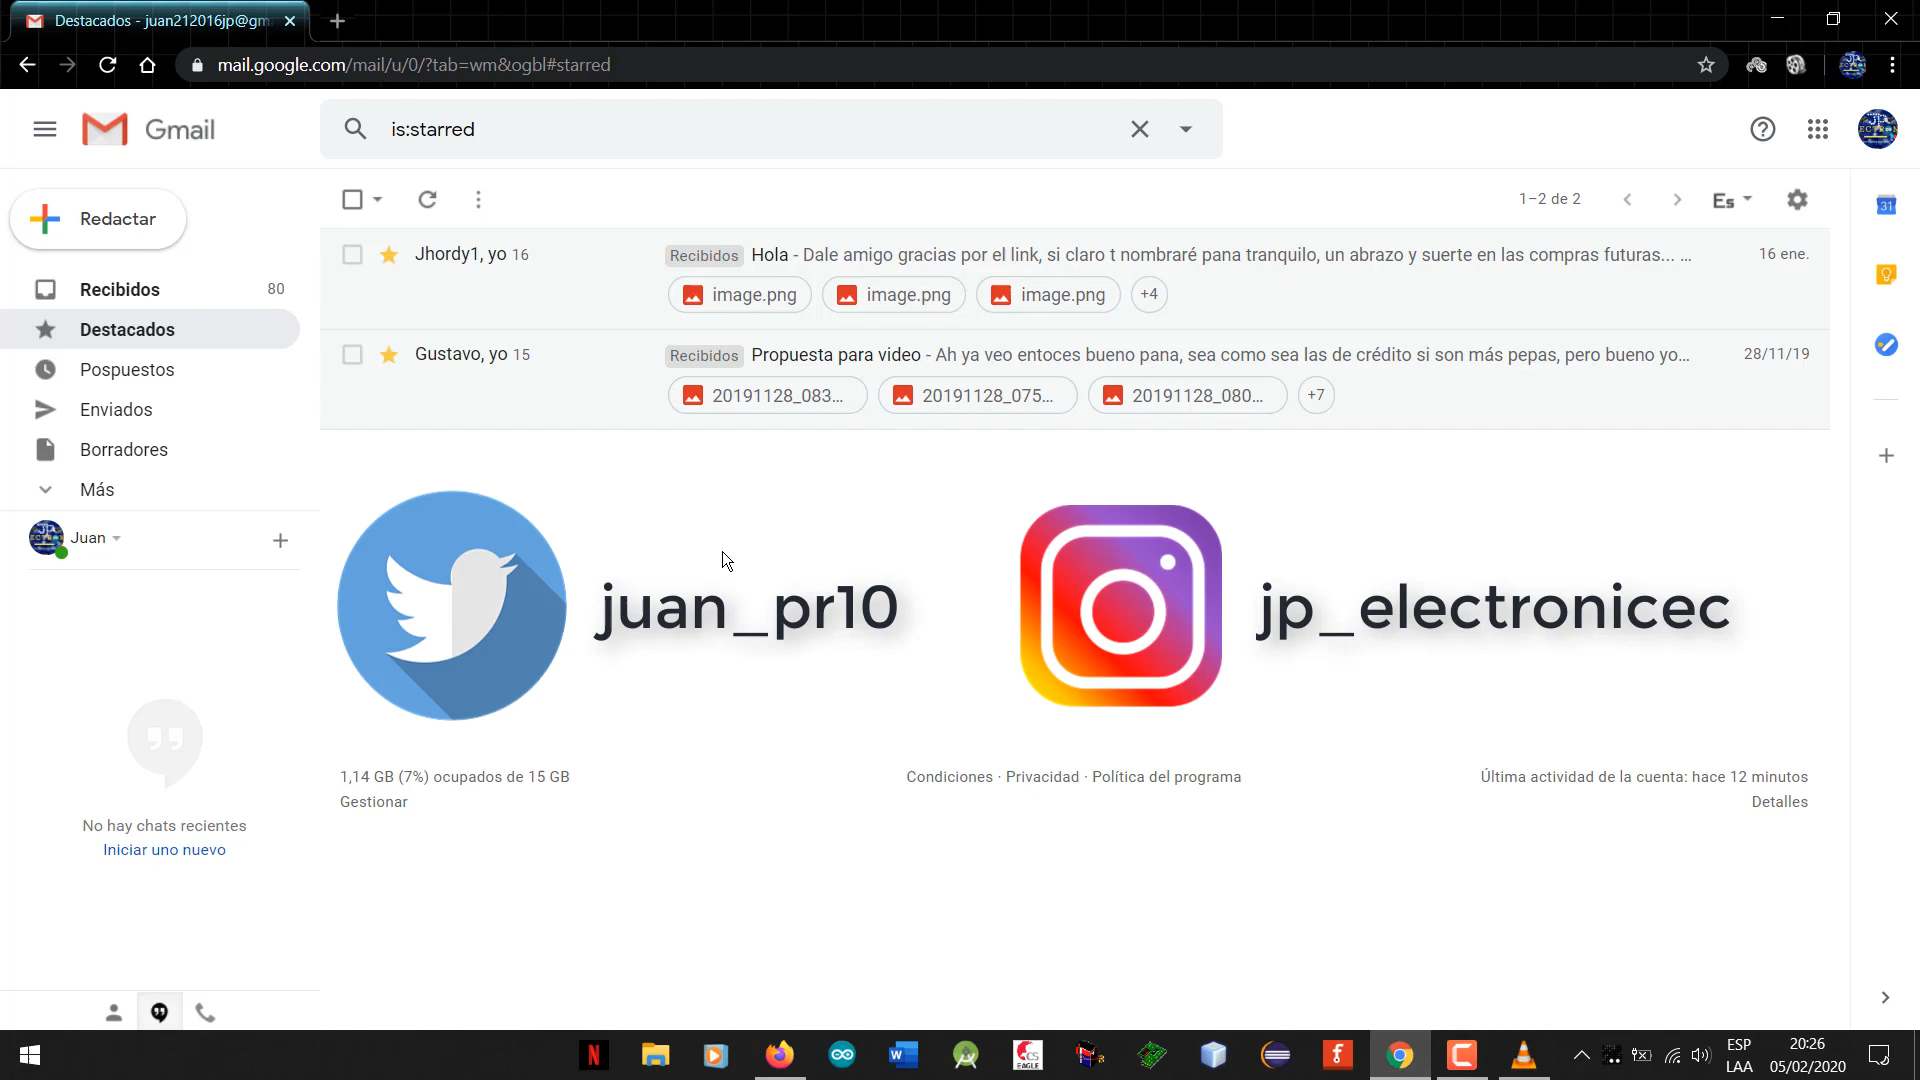 Destacados - juan212016jp@gm
mail.google.com/mail/u/0/?tab=wm&ogbl#starred
Gmail
is:starred
Redactar
1–2 de 2
Es
Recibidos 80
Destacados
Pospuestos
Enviados
Borradores
Más
Juan
Jhordy1, yo 16
Recibidos Hola - Dale amigo gracias por el link, si claro t nombraré pana tranquilo, un abrazo y suerte en las compras futuras... ...
16 ene.
image.png
image.png
image.png
+4
Gustavo, yo 15
Recibidos Propuesta para video - Ah ya veo entoces bueno pana, sea como sea las de crédito si son más pepas, pero bueno yo...
28/11/19
20191128_083...
20191128_075...
20191128_080...
+7
31
juan_pr10
jp_electronicec
1,14 GB (7%) ocupados de 15 GB
Gestionar
Condiciones · Privacidad · Política del programa
Última actividad de la cuenta: hace 12 minutos
Detalles
No hay chats recientes
Iniciar uno nuevo
ESP
LAA
20:26
05/02/2020